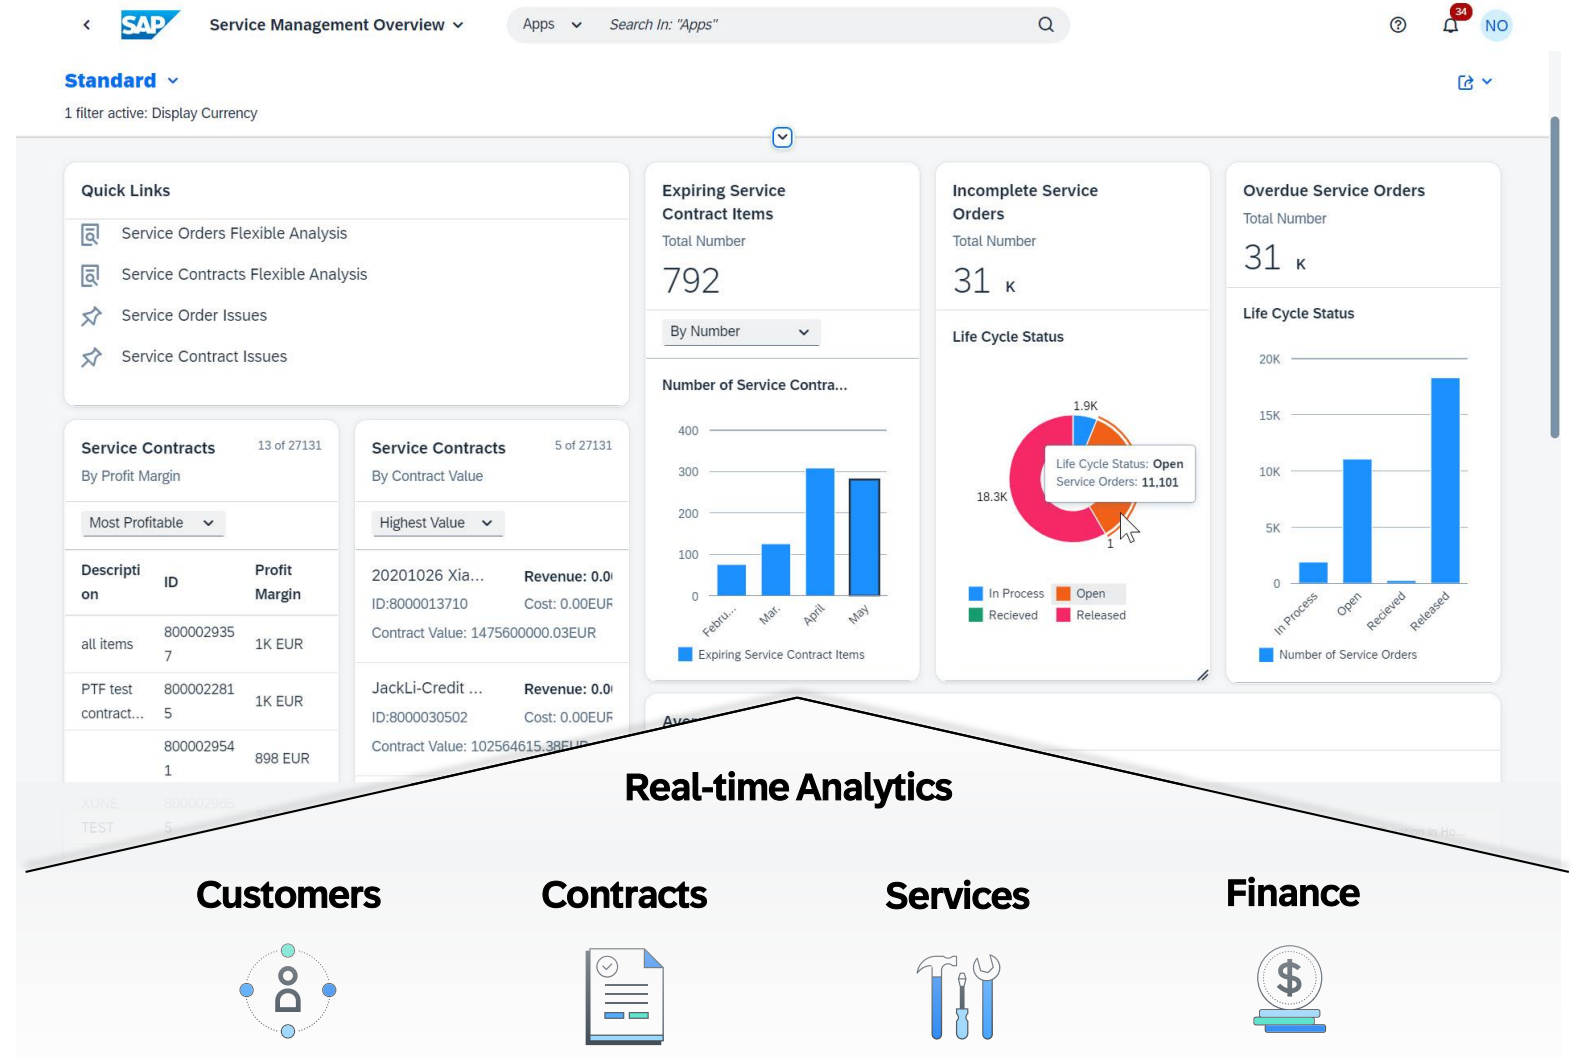 SAP
Service Management Overview
Apps
Search In: "Apps"
34
NO
Standard
1 filter active: Display Currency
Quick Links
Service Orders Flexible Analysis
Service Contracts Flexible Analysis
Service Order Issues
Service Contract Issues
Service Contracts
13 of 27131
By Profit Margin
Most Profitable
Descripti
on
ID
Profit
Margin
all items
800002935
7
1K EUR
PTF test
contract...
800002281
5
1K EUR
800002954
1
898 EUR
XUNE
TEST
800002965
5
Service Contracts
5 of 27131
By Contract Value
Highest Value
20201026 Xia...
Revenue: 0.0
ID:8000013710
Cost: 0.00EUR
Contract Value: 1475600000.03EUR
JackLi-Credit ...
Revenue: 0.0
ID:8000030502
Cost: 0.00EUR
Contract Value: 102564615.38EUR
Expiring Service
Contract Items
Total Number
792
By Number
Number of Service Contra...
400
300
200
100
0
Febru...
Mar.
April
May
Expiring Service Contract Items
Incomplete Service
Orders
Total Number
31 K
Life Cycle Status
1.9K
18.3K
1
Life Cycle Status: Open
Service Orders: 11,101
In Process
Open
Recieved
Released
Overdue Service Orders
Total Number
31 K
Life Cycle Status
20K
15K
10K
5K
0
In Process
Open
Recieved
Released
Number of Service Orders
Real-time Analytics
Customers
Contracts
Services
Finance
$